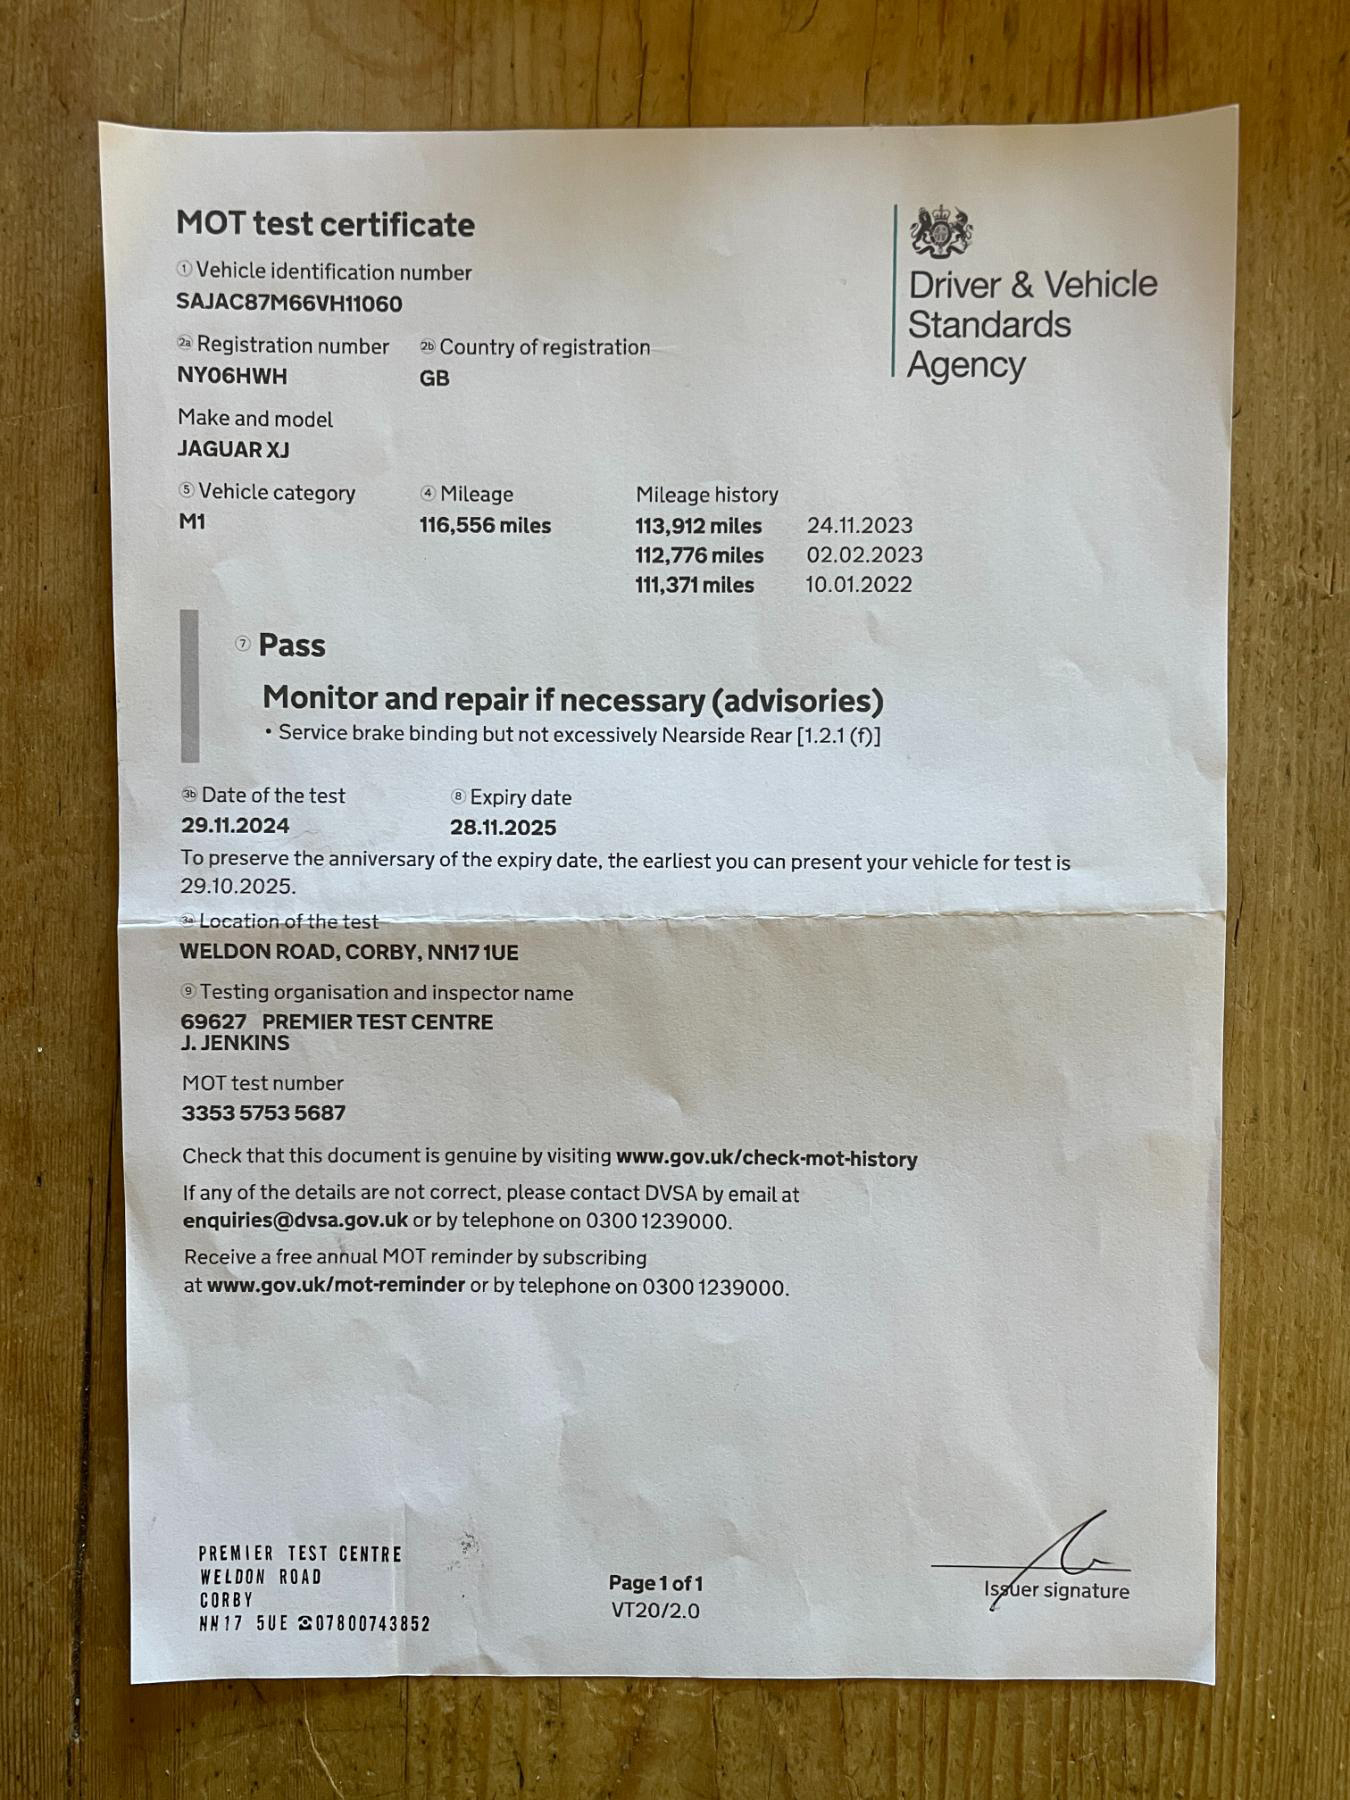 MOT test certificate
① Vehicle identification number
SAJAC87M66VH11060
2a Registration number 2b Country of registration
NY06HWH GB
Make and model
JAGUAR XJ
⑤ Vehicle category ④ Mileage Mileage history
M1 116,556 miles 113,912 miles 24.11.2023
112,776 miles 02.02.2023
111,371 miles 10.01.2022
Driver & Vehicle
Standards
Agency
⑦ Pass
Monitor and repair if necessary (advisories)
• Service brake binding but not excessively Nearside Rear [1.2.1 (f)]
3b Date of the test ⑧ Expiry date
29.11.2024 28.11.2025
To preserve the anniversary of the expiry date, the earliest you can present your vehicle for test is
29.10.2025.
3a Location of the test
WELDON ROAD, CORBY, NN17 1UE
⑨ Testing organisation and inspector name
69627 PREMIER TEST CENTRE
J. JENKINS
MOT test number
3353 5753 5687
Check that this document is genuine by visiting www.gov.uk/check-mot-history
If any of the details are not correct, please contact DVSA by email at
enquiries@dvsa.gov.uk or by telephone on 0300 1239000.
Receive a free annual MOT reminder by subscribing
at www.gov.uk/mot-reminder or by telephone on 0300 1239000.
PREMIER TEST CENTRE
WELDON ROAD
CORBY
NN17 5UE ☎07800743852
Page 1 of 1
VT20/2.0
Issuer signature